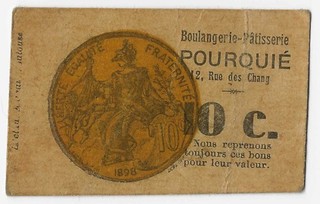 Boulangerie-Pâtisserie
POURQUIÉ
12, Rue des Chang
LIBERTÉ ÉGALITÉ FRATERNITÉ
10
1898
10 C.
Nous reprenons
toujours ces bons
pour leur valeur.